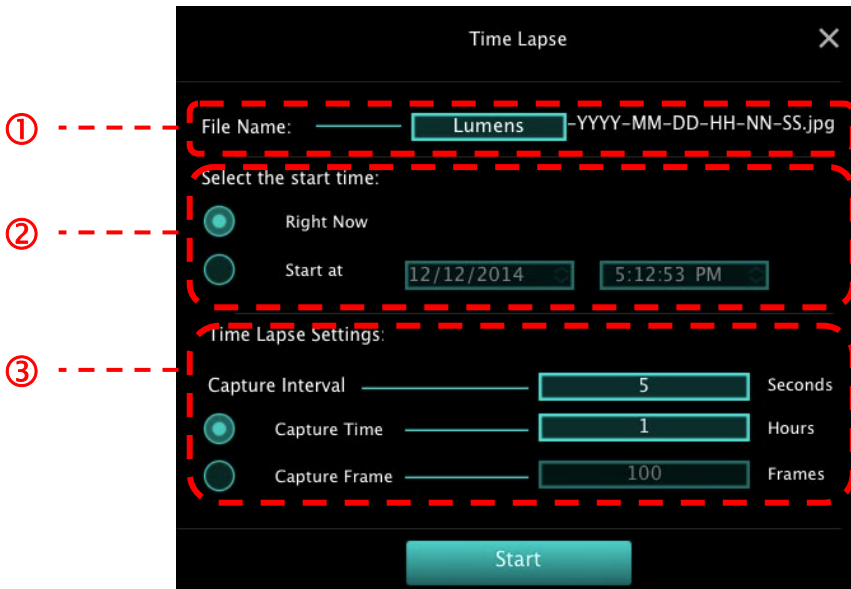 Time Lapse
① File Name: Lumens -YYYY-MM-DD-HH-NN-SS.jpg
Select the start time:
② Right Now
Start at 12/12/2014 5:12:53 PM
Time Lapse Settings:
③ Capture Interval 5 Seconds
Capture Time 1 Hours
Capture Frame 100 Frames
Start